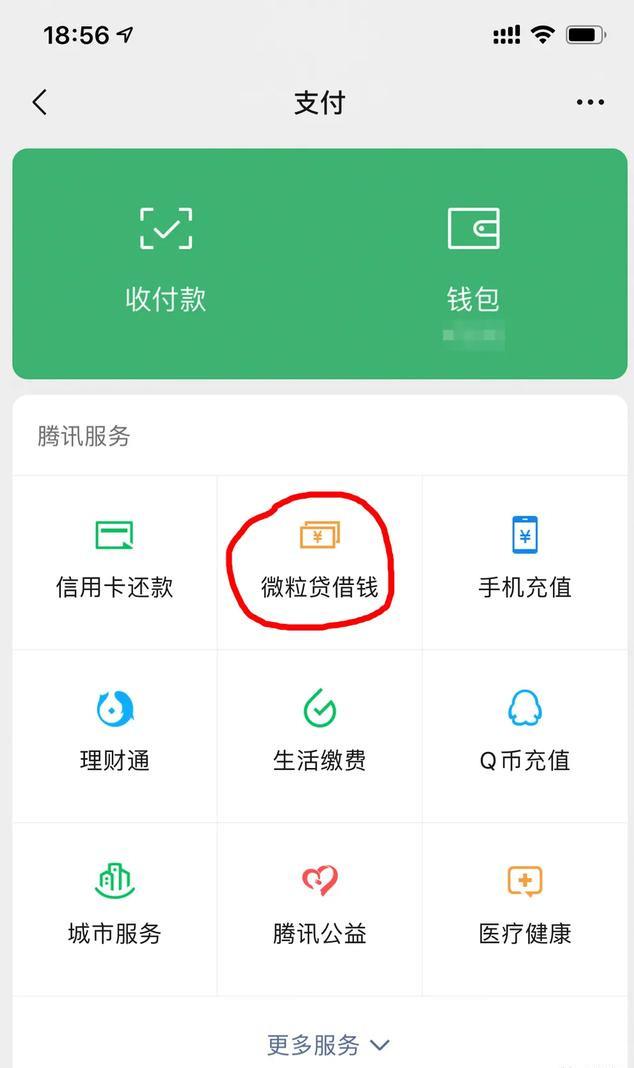 18:56
支付
收付款
钱包
腾讯服务
信用卡还款
微粒贷借钱
手机充值
理财通
生活缴费
Q币充值
城市服务
腾讯公益
医疗健康
更多服务